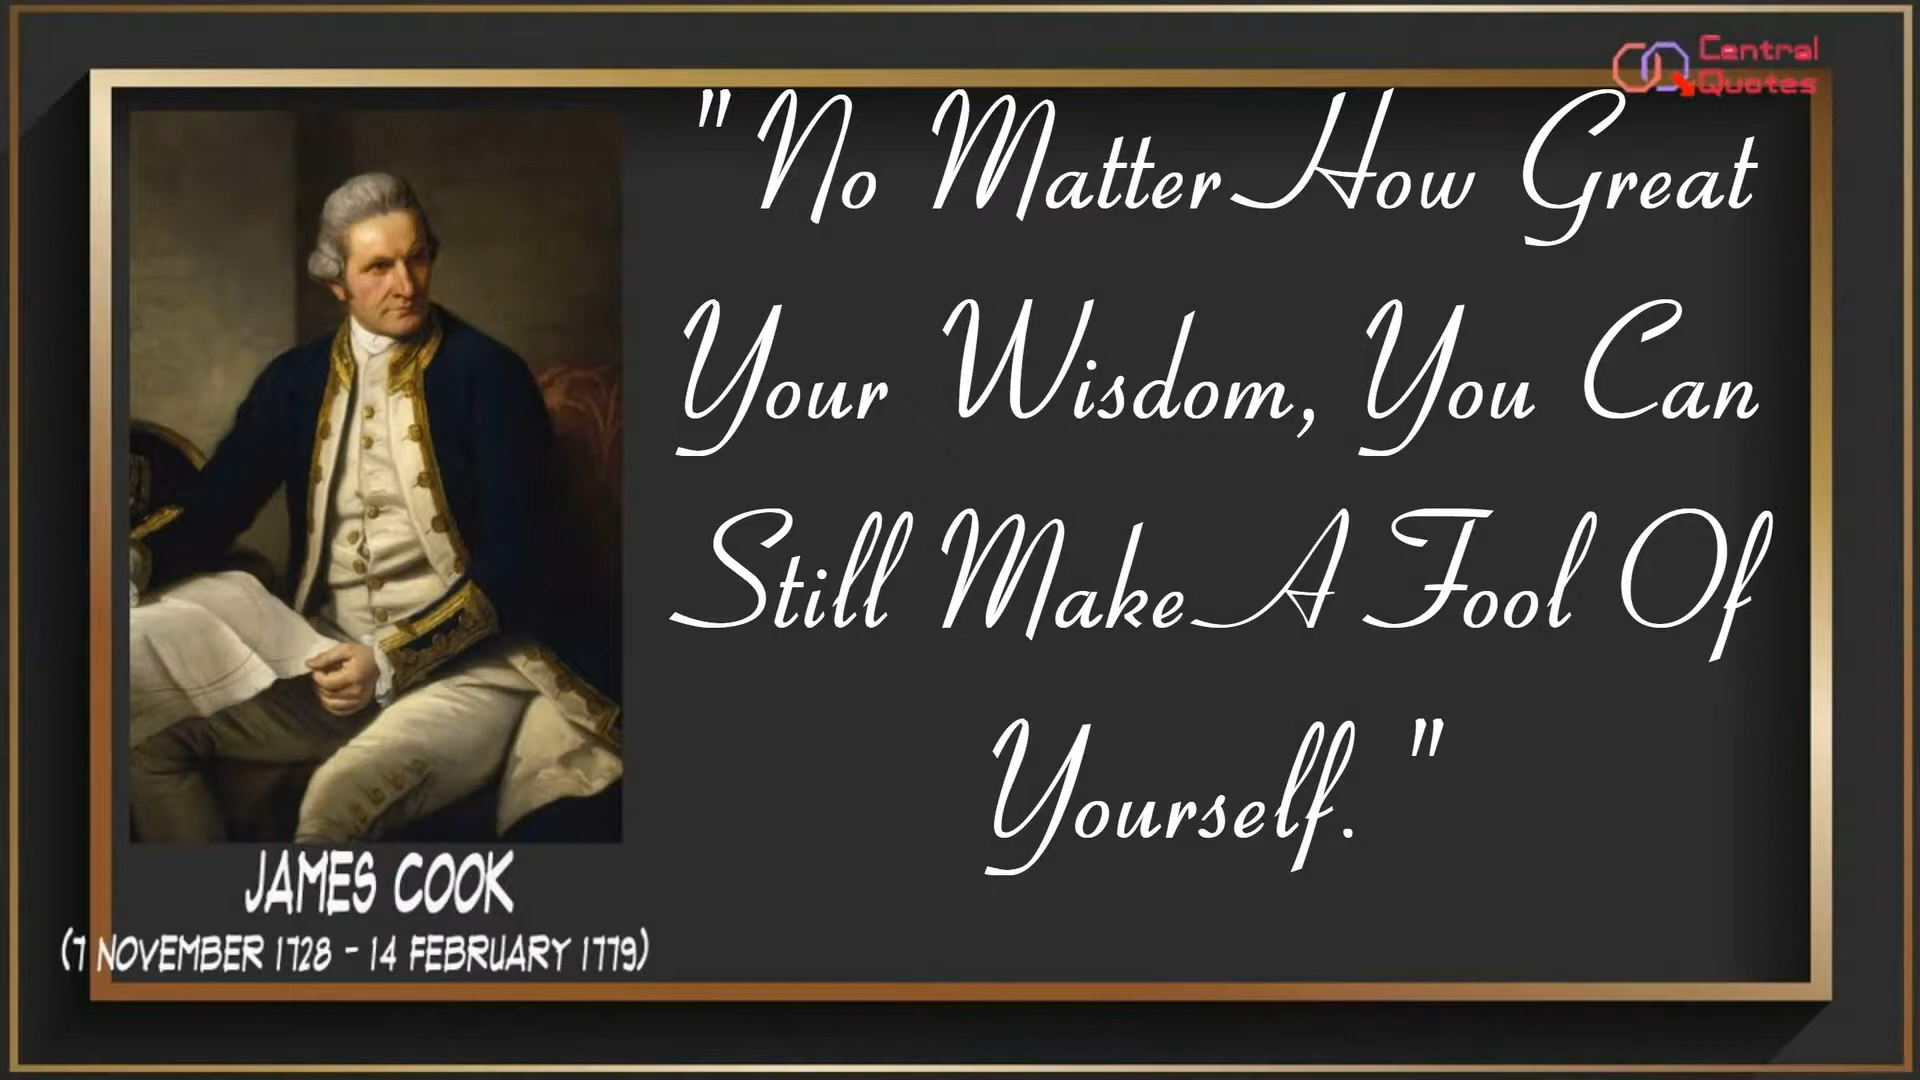 Central
Quotes
"No Matter How Great
Your Wisdom, You Can
Still Make A Fool Of
Yourself."
JAMES COOK
(7 NOVEMBER 1728 - 14 FEBRUARY 1779)